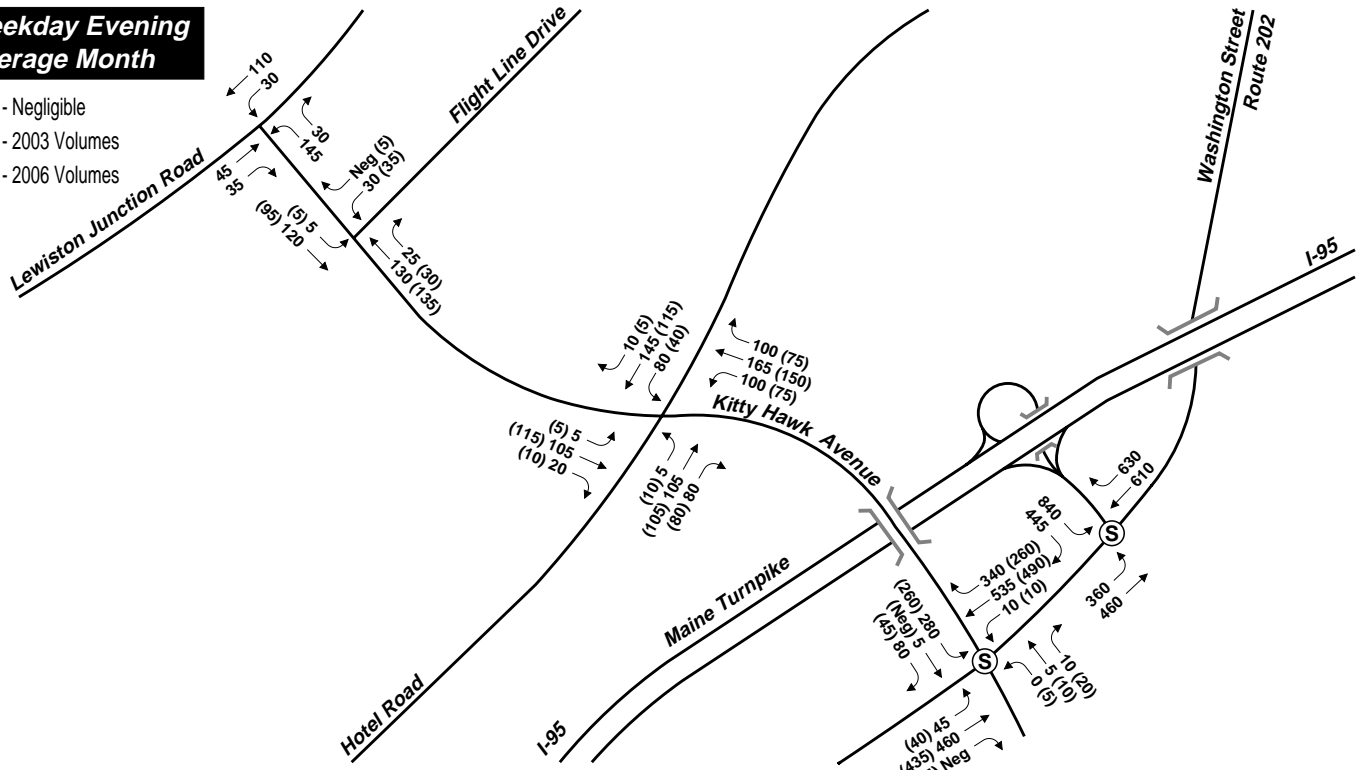 ekday Evening
erage Month
- Negligible
- 2003 Volumes
- 2006 Volumes
110
30
30
145
45
35
Lewiston Junction Road
Flight Line Drive
Neg (5)
30 (35)
(5) 5
(95) 120
25 (30)
130 (135)
10 (5)
145 (115)
80 (40)
100 (75)
165 (150)
100 (75)
Kitty Hawk Avenue
(5) 5
(115) 105
(10) 20
(10) 5
(105) 105
(80) 80
Hotel Road
Washington Street
Route 202
I-95
Maine Turnpike
I-95
630
610
840
445
S
360
460
340 (260)
535 (490)
10 (10)
(260) 280
(Neg) 5
(45) 80
S
10 (20)
5 (10)
0 (5)
(40) 45
(435) 460
Neg